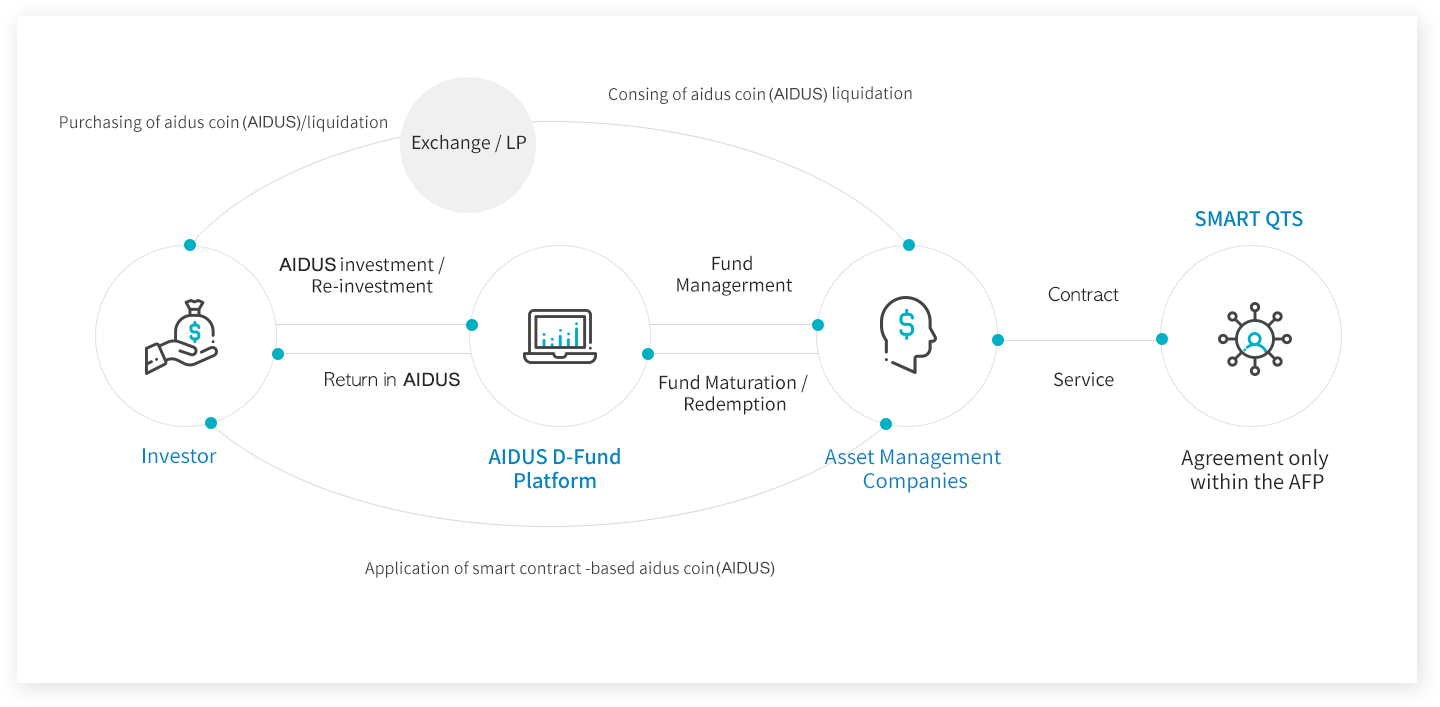 Consing of aidus coin (AIDUS) liquidation
Purchasing of aidus coin (AIDUS)/liquidation
Exchange / LP
SMART QTS
AIDUS investment /
Re-investment
Fund
Managerment
Contract
Return in AIDUS
Fund Maturation /
Redemption
Service
Investor
AIDUS D-Fund
Platform
Asset Management
Companies
Agreement only
within the AFP
Application of smart contract -based aidus coin(AIDUS)